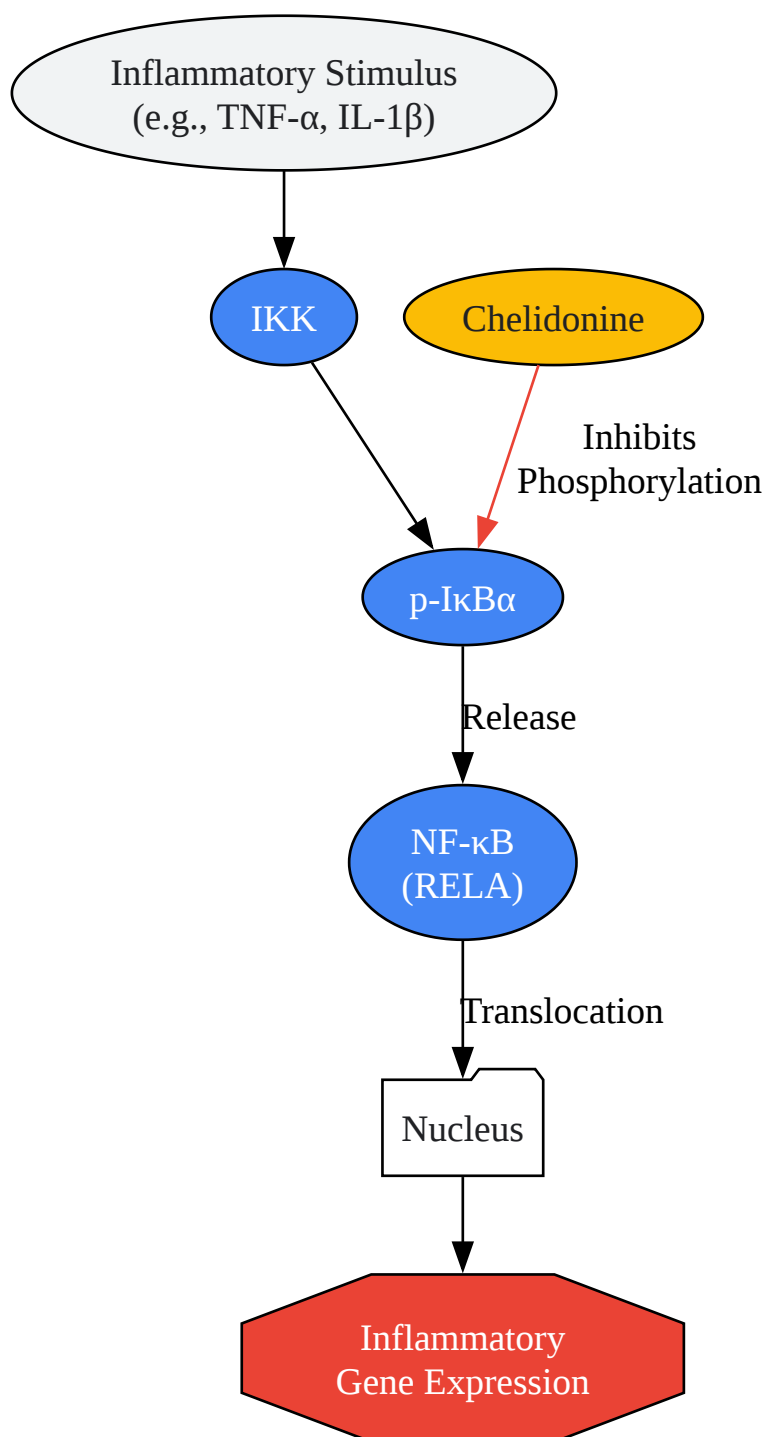 Inflammatory Stimulus
(e.g., TNF-α, IL-1β)
IKK
Chelidonine
Inhibits
Phosphorylation
p-IκBα
Release
NF-κB
(RELA)
Translocation
Nucleus
Inflammatory
Gene Expression